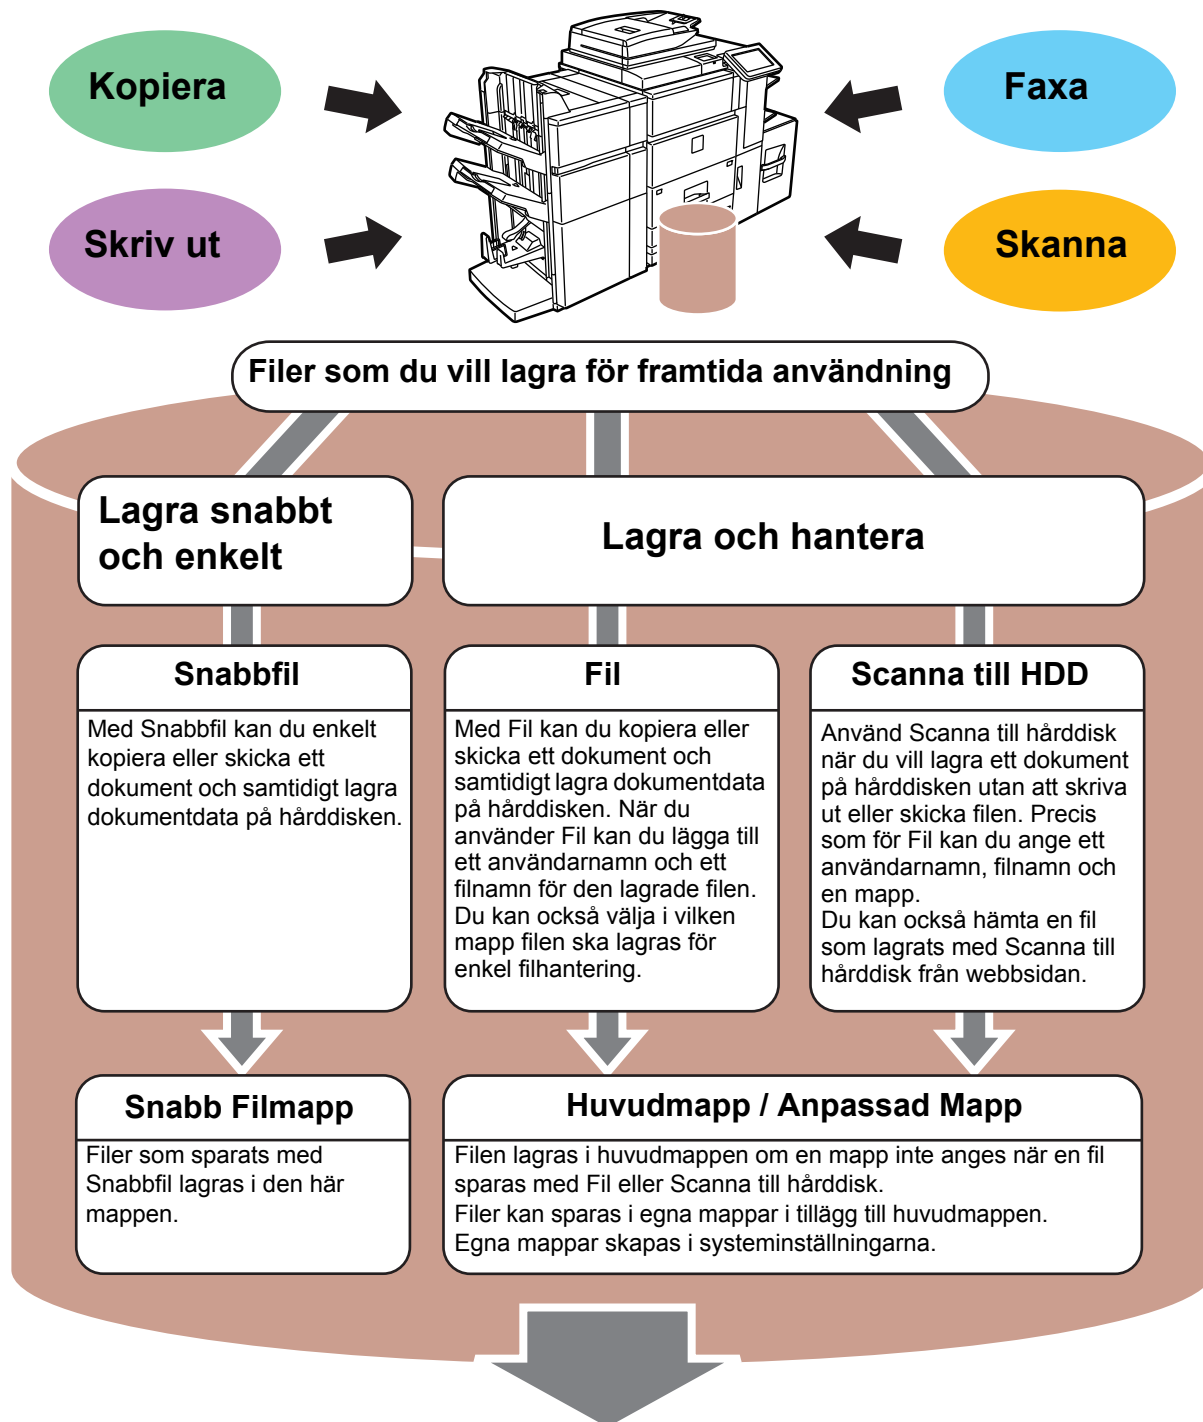 Kopiera
Faxa
Skriv ut
Skanna
Filer som du vill lagra för framtida användning
Lagra snabbt
och enkelt
Lagra och hantera
Snabbfil
Med Snabbfil kan du enkelt
kopiera eller skicka ett
dokument och samtidigt lagra
dokumentdata på hårddisken.
Fil
Med Fil kan du kopiera eller
skicka ett dokument och
samtidigt lagra dokumentdata
på hårddisken. När du
använder Fil kan du lägga till
ett användarnamn och ett
filnamn för den lagrade filen.
Du kan också välja i vilken
mapp filen ska lagras för
enkel filhantering.
Scanna till HDD
Använd Scanna till hårddisk
när du vill lagra ett dokument
på hårddisken utan att skriva
ut eller skicka filen. Precis
som för Fil kan du ange ett
användarnamn, filnamn och
en mapp.
Du kan också hämta en fil
som lagrats med Scanna till
hårddisk från webbsidan.
Snabb Filmapp
Filer som sparats med
Snabbfil lagras i den här
mappen.
Huvudmapp / Anpassad Mapp
Filen lagras i huvudmappen om en mapp inte anges när en fil
sparas med Fil eller Scanna till hårddisk.
Filer kan sparas i egna mappar i tillägg till huvudmappen.
Egna mappar skapas i systeminställningarna.